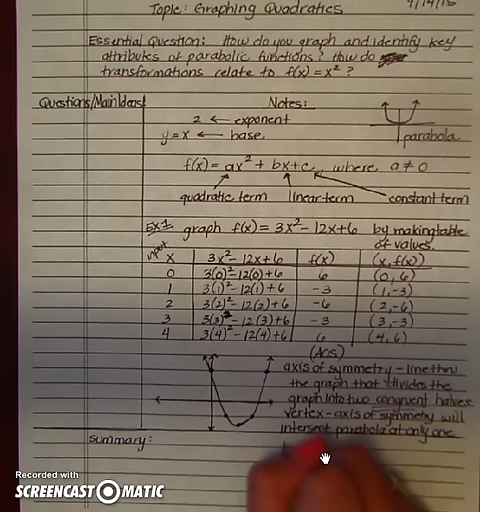 Topic: Graphing Quadratics
4/14/15
Essential Question: How do you graph and identify key
attributes of parabolic functions? How do
transformations relate to f(x) = x²?
Questions/Main Ideas
Notes:
2 ← exponent
y = x ← base
parabola
f(x) = ax² + bx + c, where a ≠ 0
quadratic term linear term constant term
Ex 1 graph f(x) = 3x² - 12x + 6 by making table
of values.
input
x 3x² - 12x + 6 f(x) (x, f(x))
0 3(0)² - 12(0) + 6 6 (0, 6)
1 3(1)² - 12(1) + 6 -3 (1, -3)
2 3(2)² - 12(2) + 6 -6 (2, -6)
3 3(3)² - 12(3) + 6 -3 (3, -3)
4 3(4)² - 12(4) + 6 6 (4, 6)
(AOS)
axis of symmetry - line thru
the graph that divides the
graph into two congruent halves
vertex - axis of symmetry will
intersect parabola at only one
Summary:
Recorded with
SCREENCAST O MATIC